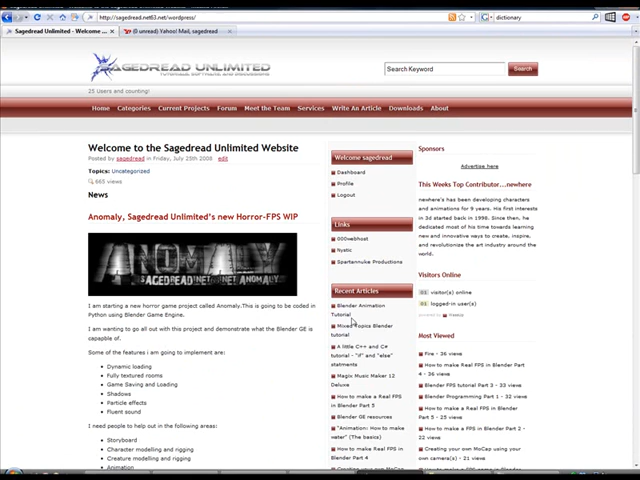 http://sagedread.net63.net/wordpress/
dictionary
Sagedread Unlimited - Welcome ...
(0 unread) Yahoo! Mail, sagedread
SAGEDREAD UNLIMITED
TUTORIALS, SOFTWARE, AND DISCUSSIONS
25 Users and counting!
Search Keyword
Search
Home Categories Current Projects Forum Meet the Team Services Write An Article Downloads About
Welcome to the Sagedread Unlimited Website
Posted by sagedread in Friday, July 25th 2008 edit
Topics: Uncategorized
665 views
News
Anomaly, Sagedread Unlimited's new Horror-FPS WIP
ANOMALY
I am starting a new horror game project called Anomaly.This is going to be coded in
Python using Blender Game Engine.
I am wanting to go all out with this project and demonstrate what the Blender GE is
capapble of.
Some of the features i am going to implement are:
Dynamic loading
Fully textured rooms
Game Saving and Loading
Shadows
Particle effects
Fluent sound
I need people to help out in the following areas:
Storyboard
Character modelling and rigging
Creature modelling and rigging
Animation
Welcome sagedread
Dashboard
Profile
Logout
Links
000webhost
Nystic
Spartannuke Productions
Recent Articles
Blender Animation
Tutorial
Mixed Topics Blender
tutorial
A little C++ and C#
tutorial - "if" and "else"
statments
Magix Music Maker 12
Deluxe
How to make a Real FPS
in Blender Part 5
Blender GE resources
"Animation: How to make
water" (The basics)
How to make a Real FPS
in Blender Part 4
Creating your own MoCap
Sponsors
Advertise here
This Weeks Top Contributor...newhere
newhere's has been developing characters
and animations for 9 years. His first interests
in 3d started back in 1998. Since then, he
dedicated most of his time towards learning
new and innovative ways to create, inspire,
and revolutionize the art industry around the
world.
Visitors Online
01 visitor(s) online
01 logged-in user(s)
powered by
Most Viewed
Fire - 36 views
How to make a Real FPS in Blender Part
4 - 36 views
Blender FPS tutorial Part 3 - 33 views
Blender Programming Part 1 - 32 views
How to make a Real FPS in Blender Part
5 - 25 views
How to make a FPS in Blender Part 2 -
22 views
Creating your own MoCap using your
own camera(s) - 21 views